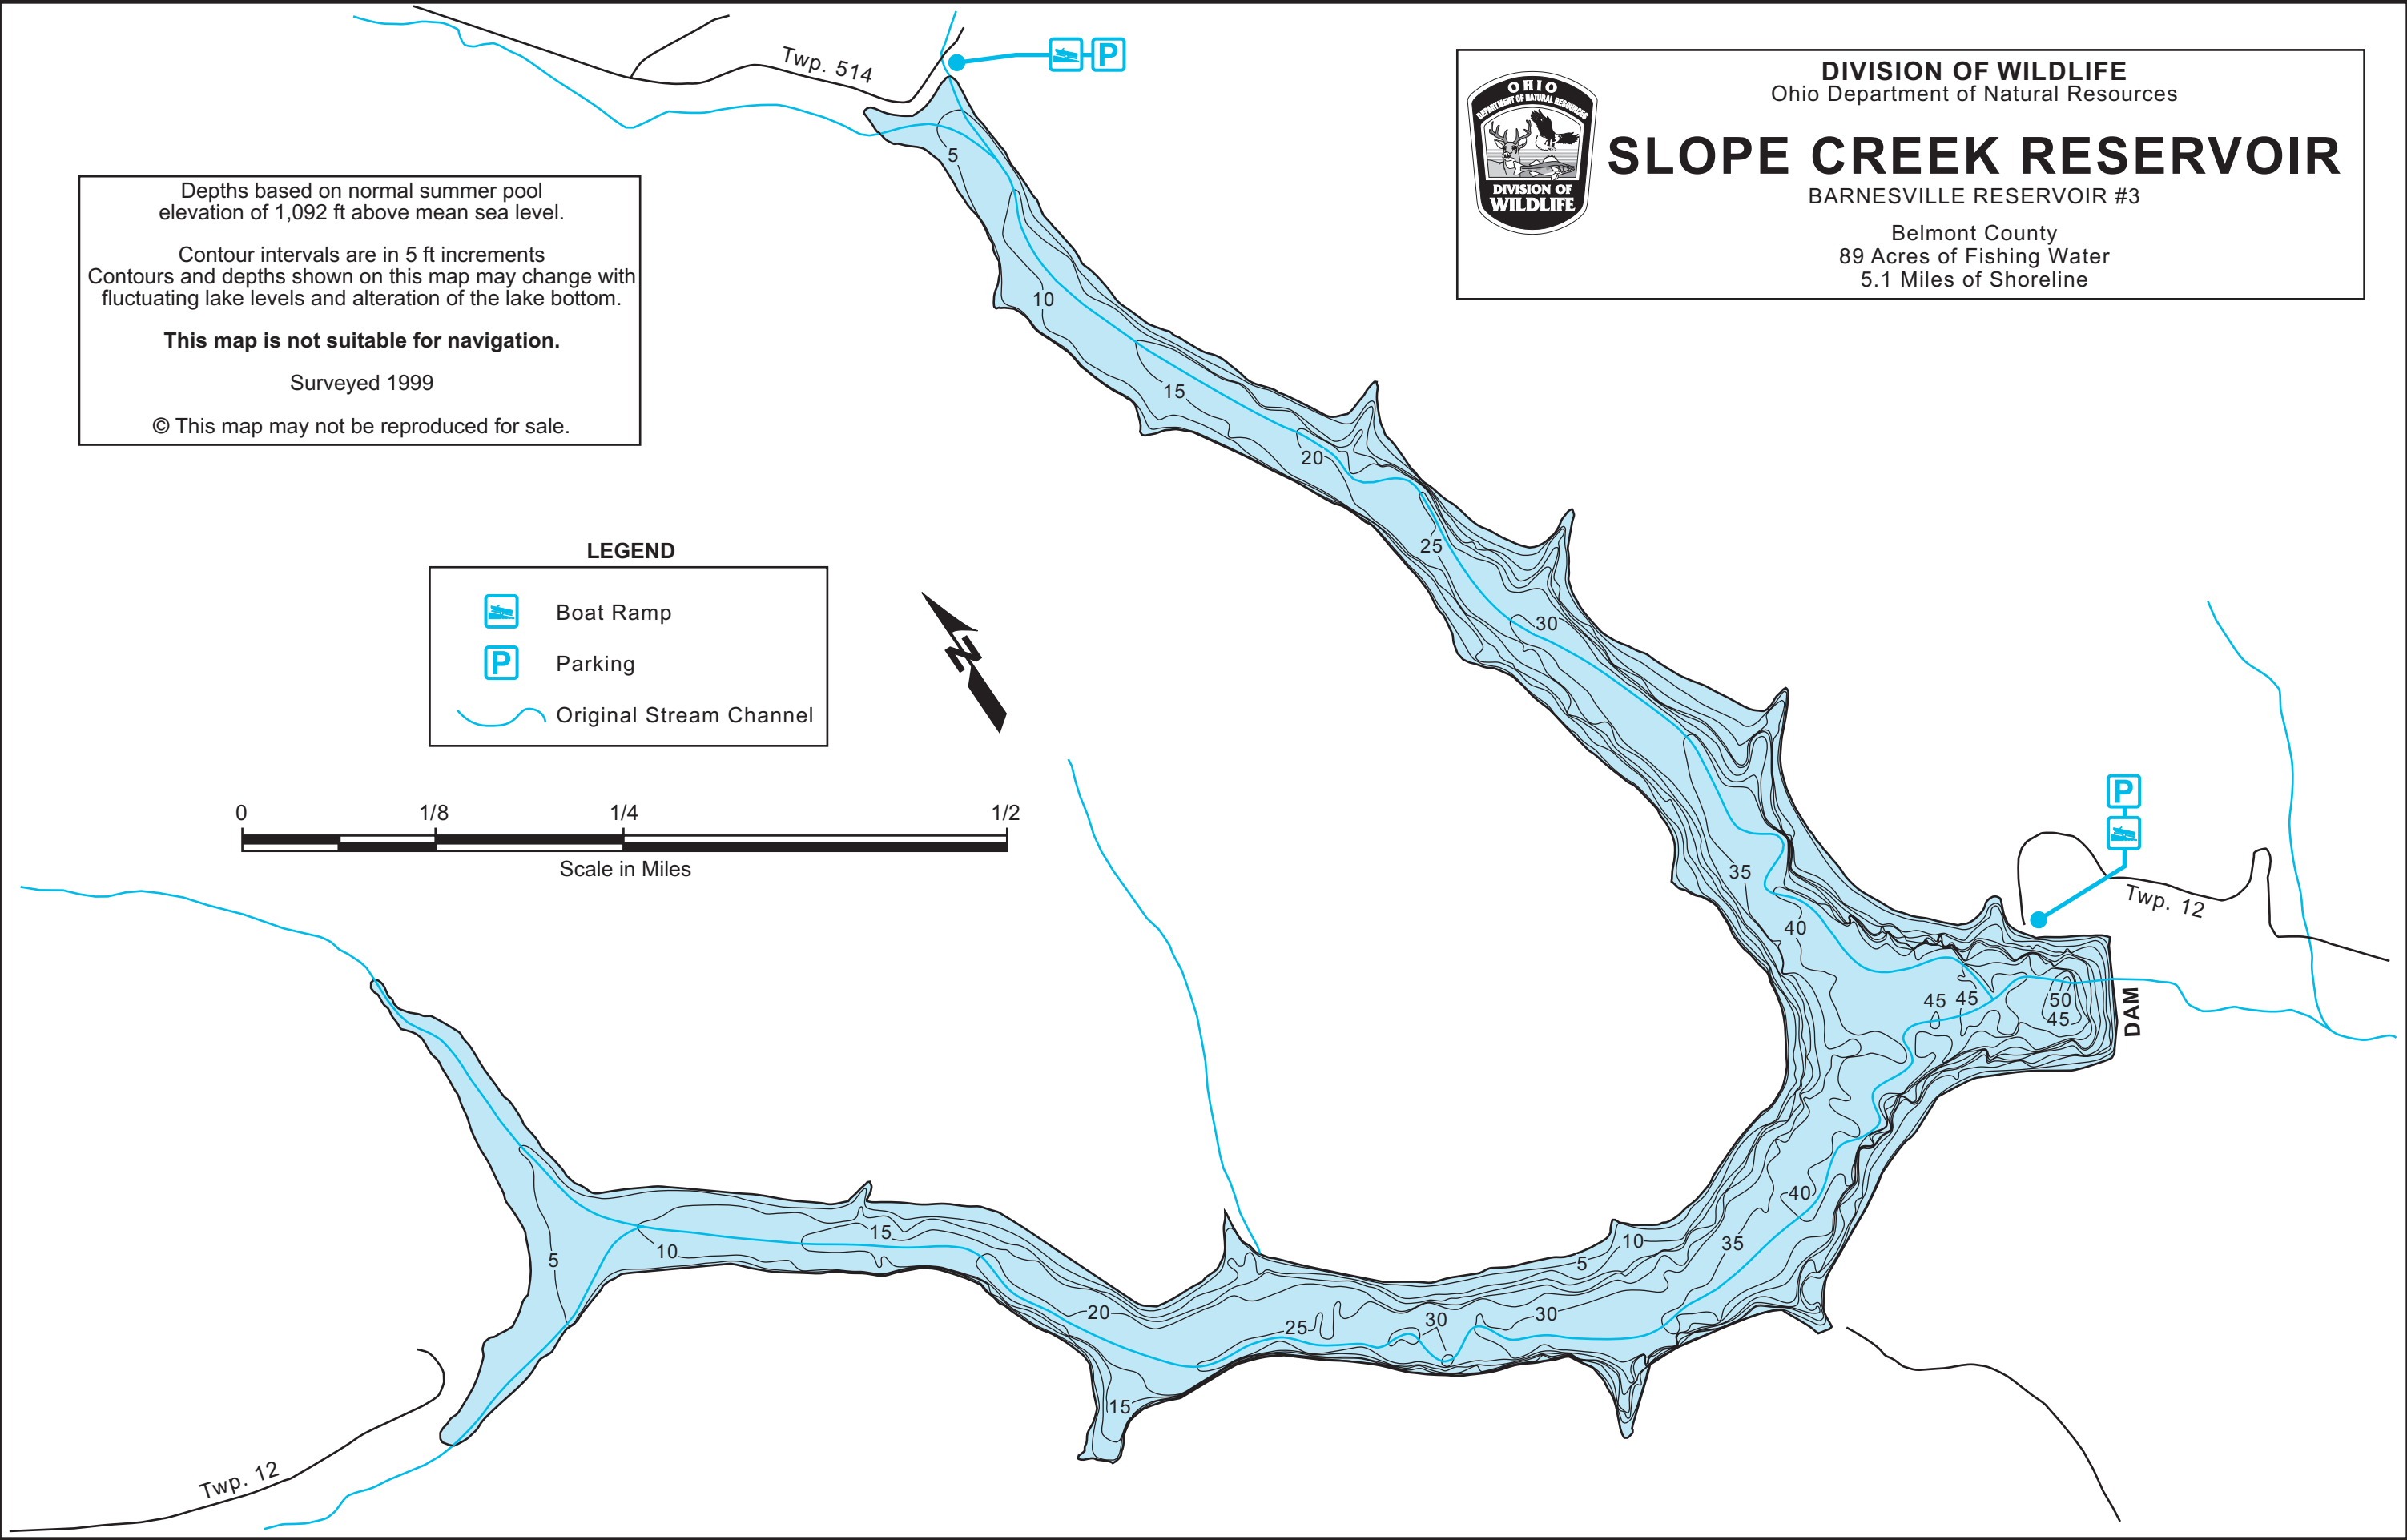 DIVISION OF WILDLIFE
Ohio Department of Natural Resources
SLOPE CREEK RESERVOIR
BARNESVILLE RESERVOIR #3
Belmont County
89 Acres of Fishing Water
5.1 Miles of Shoreline
OHIO
DEPARTMENT OF NATURAL RESOURCES
DIVISION OF
WILDLIFE
Twp. 514
P
Depths based on normal summer pool
elevation of 1,092 ft above mean sea level.
Contour intervals are in 5 ft increments
Contours and depths shown on this map may change with
fluctuating lake levels and alteration of the lake bottom.
This map is not suitable for navigation.
Surveyed 1999
© This map may not be reproduced for sale.
LEGEND
Boat Ramp
P Parking
Original Stream Channel
N
0 1/8 1/4 1/2
Scale in Miles
5
10
15
20
25
30
35
40
45 45 50
45
DAM
P
Twp. 12
40
35
10
5
30
30
25
20
15
15
10
5
Twp. 12